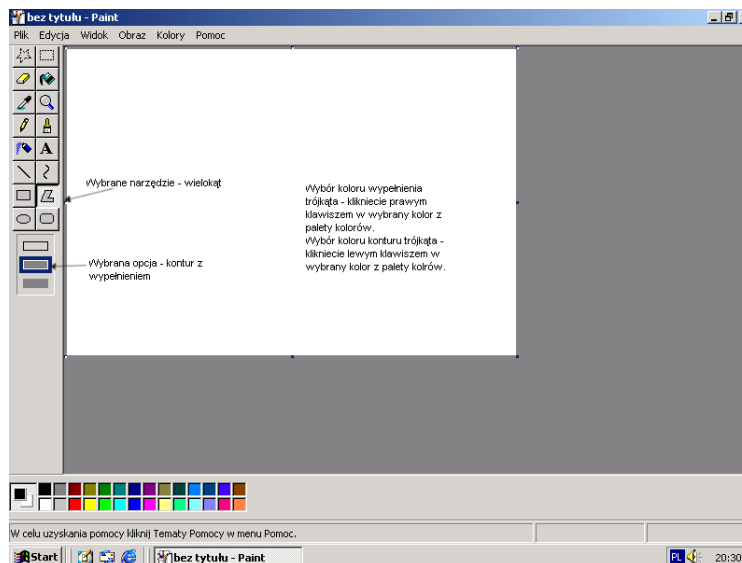 bez tytułu - Paint
Plik Edycja Widok Obraz Kolory Pomoc
A
Wybrane narzędzie - wielokąt
Wybrana opcja - kontur z
wypełnieniem
Wybór koloru wypełnienia
trójkąta - klikniecie prawym
klawiszem w wybrany kolor z
palety kolorów.
Wybór koloru konturu trójkąta -
klikniecie lewym klawiszem w
wybrany kolor z palety kolrów.
W celu uzyskania pomocy kliknij Tematy Pomocy w menu Pomoc.
Start bez tytułu - Paint PL 20:30